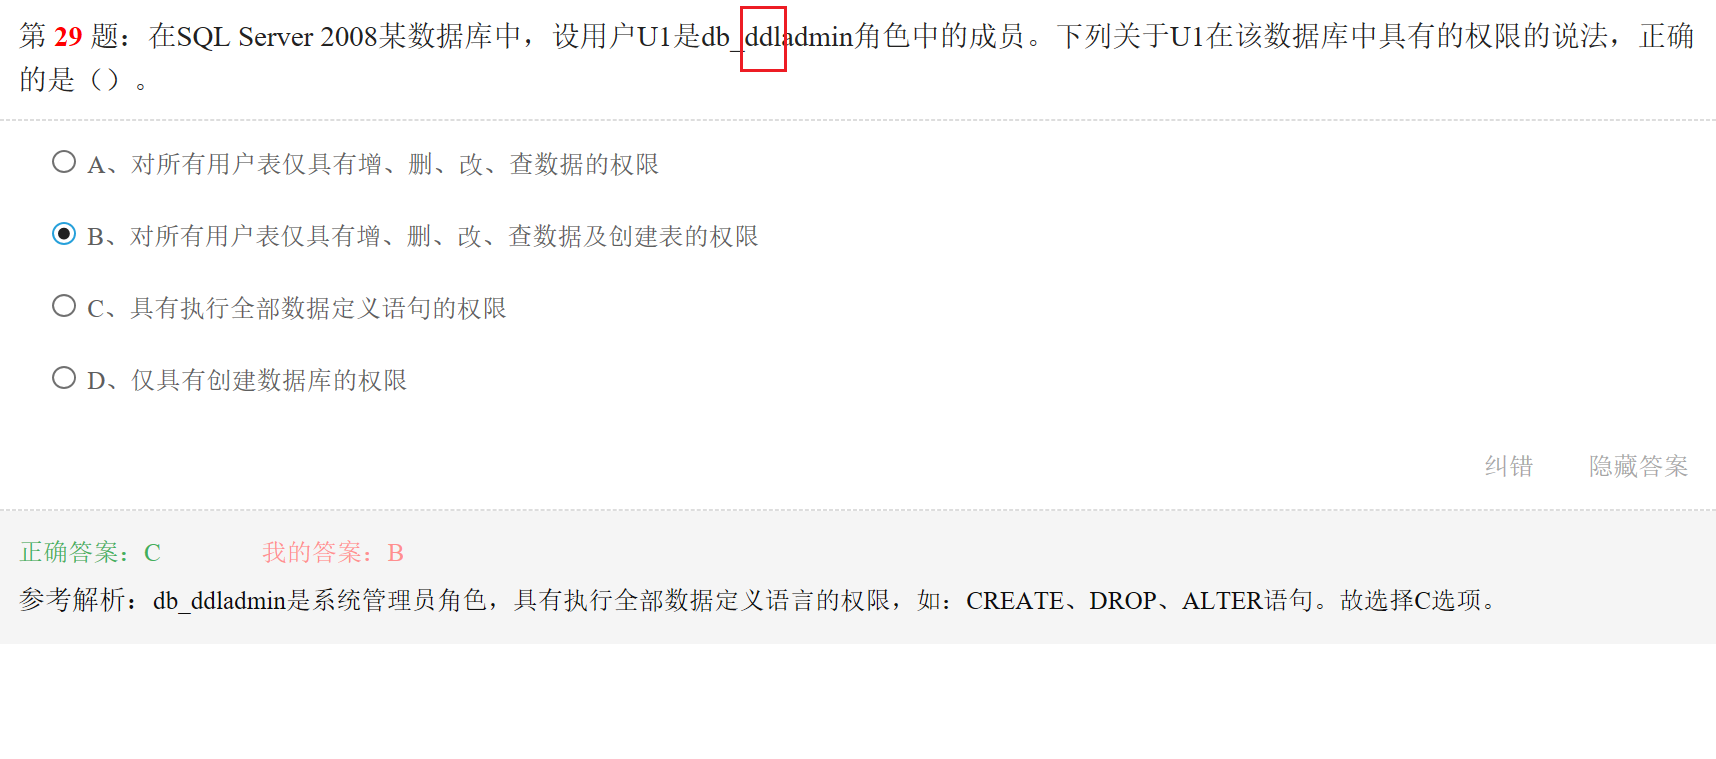 第 29 题：在SQL Server 2008某数据库中，设用户U1是db_ddladmin角色中的成员。下列关于U1在该数据库中具有的权限的说法，正确
的是（）。
A、对所有用户表仅具有增、删、改、查数据的权限
B、对所有用户表仅具有增、删、改、查数据及创建表的权限
C、具有执行全部数据定义语句的权限
D、仅具有创建数据库的权限
纠错 隐藏答案
正确答案：C 我的答案：B
参考解析：db_ddladmin是系统管理员角色，具有执行全部数据定义语言的权限，如：CREATE、DROP、ALTER语句。故选择C选项。